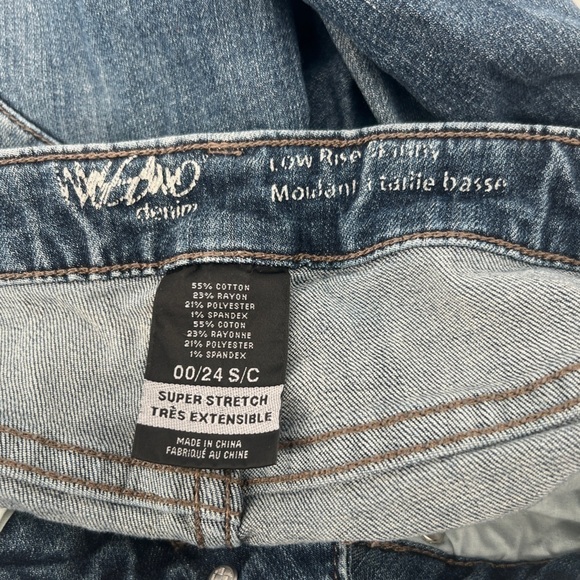 Mossimo
denim
Low Rise Skinny
Moulant à taille basse
55% COTTON
23% RAYON
21% POLYESTER
1% SPANDEX
55% COTON
23% RAYONNE
21% POLYESTER
1% SPANDEX
00/24 S/C
SUPER STRETCH
TRÈS EXTENSIBLE
MADE IN CHINA
FABRIQUÉ AU CHINE